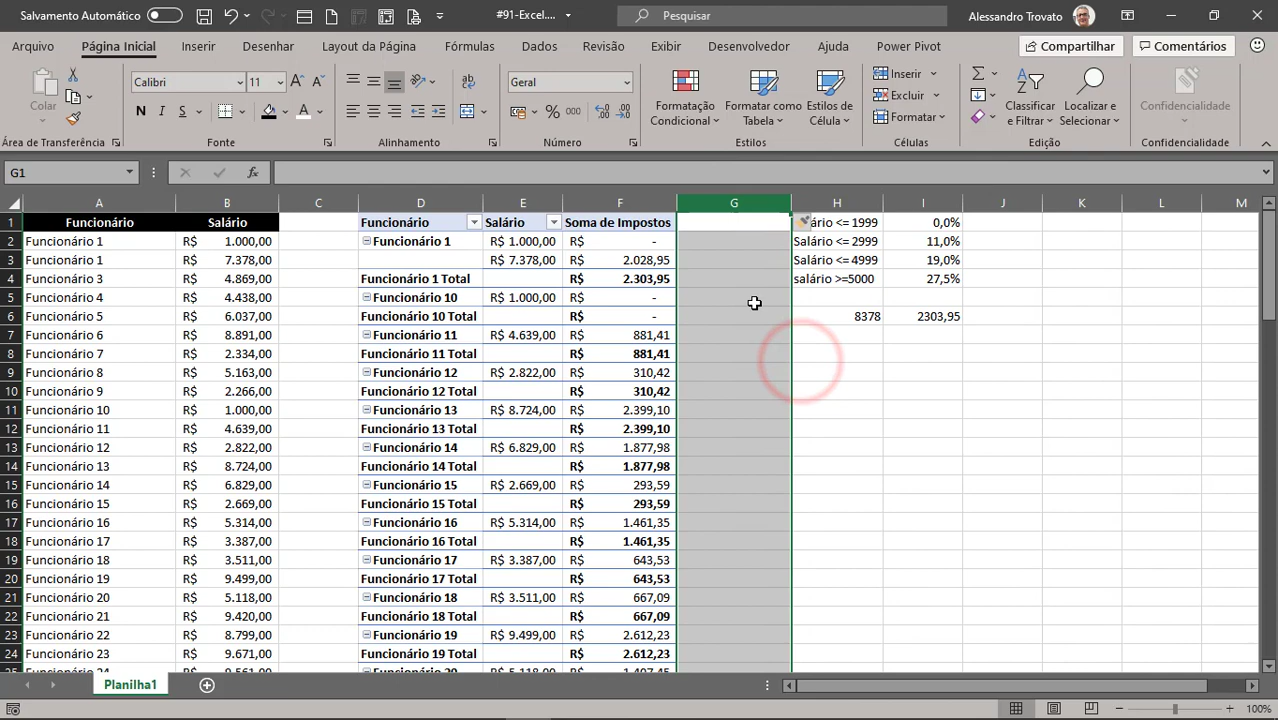 Salvamento Automático
#91-Excel....
Pesquisar
Alessandro Trovato
Arquivo Página Inicial Inserir Desenhar Layout da Página Fórmulas Dados Revisão Exibir Desenvolvedor Ajuda Power Pivot Compartilhar Comentários
Colar
Calibri 11
N I S
Geral
% 000
Formatação Condicional
Formatar como Tabela
Estilos de Célula
Inserir
Excluir
Formatar
Classificar e Filtrar
Localizar e Selecionar
Confidencialidade
Área de Transferência Fonte Alinhamento Número Estilos Células Edição Confidencialidade
G1 fx
A B C D E F G H I J K L M
1 Funcionário Salário Funcionário Salário Soma de Impostos ário <= 1999 0,0%
2 Funcionário 1 R$ 1.000,00 Funcionário 1 R$ 1.000,00 R$ - Salário <= 2999 11,0%
3 Funcionário 1 R$ 7.378,00 R$ 7.378,00 R$ 2.028,95 Salário <= 4999 19,0%
4 Funcionário 3 R$ 4.869,00 Funcionário 1 Total R$ 2.303,95 salário >=5000 27,5%
5 Funcionário 4 R$ 4.438,00 Funcionário 10 R$ 1.000,00 R$ -
6 Funcionário 5 R$ 6.037,00 Funcionário 10 Total R$ - 8378 2303,95
7 Funcionário 6 R$ 8.891,00 Funcionário 11 R$ 4.639,00 R$ 881,41
8 Funcionário 7 R$ 2.334,00 Funcionário 11 Total R$ 881,41
9 Funcionário 8 R$ 5.163,00 Funcionário 12 R$ 2.822,00 R$ 310,42
10 Funcionário 9 R$ 2.266,00 Funcionário 12 Total R$ 310,42
11 Funcionário 10 R$ 1.000,00 Funcionário 13 R$ 8.724,00 R$ 2.399,10
12 Funcionário 11 R$ 4.639,00 Funcionário 13 Total R$ 2.399,10
13 Funcionário 12 R$ 2.822,00 Funcionário 14 R$ 6.829,00 R$ 1.877,98
14 Funcionário 13 R$ 8.724,00 Funcionário 14 Total R$ 1.877,98
15 Funcionário 14 R$ 6.829,00 Funcionário 15 R$ 2.669,00 R$ 293,59
16 Funcionário 15 R$ 2.669,00 Funcionário 15 Total R$ 293,59
17 Funcionário 16 R$ 5.314,00 Funcionário 16 R$ 5.314,00 R$ 1.461,35
18 Funcionário 17 R$ 3.387,00 Funcionário 16 Total R$ 1.461,35
19 Funcionário 18 R$ 3.511,00 Funcionário 17 R$ 3.387,00 R$ 643,53
20 Funcionário 19 R$ 9.499,00 Funcionário 17 Total R$ 643,53
21 Funcionário 20 R$ 5.118,00 Funcionário 18 R$ 3.511,00 R$ 667,09
22 Funcionário 21 R$ 9.420,00 Funcionário 18 Total R$ 667,09
23 Funcionário 22 R$ 8.799,00 Funcionário 19 R$ 9.499,00 R$ 2.612,23
24 Funcionário 23 R$ 9.671,00 Funcionário 19 Total R$ 2.612,23
25 Funcionário 24 R$ 9.561,00 Funcionário 20 R$ 5.118,00 R$ 1.407,45
Planilha1
100%